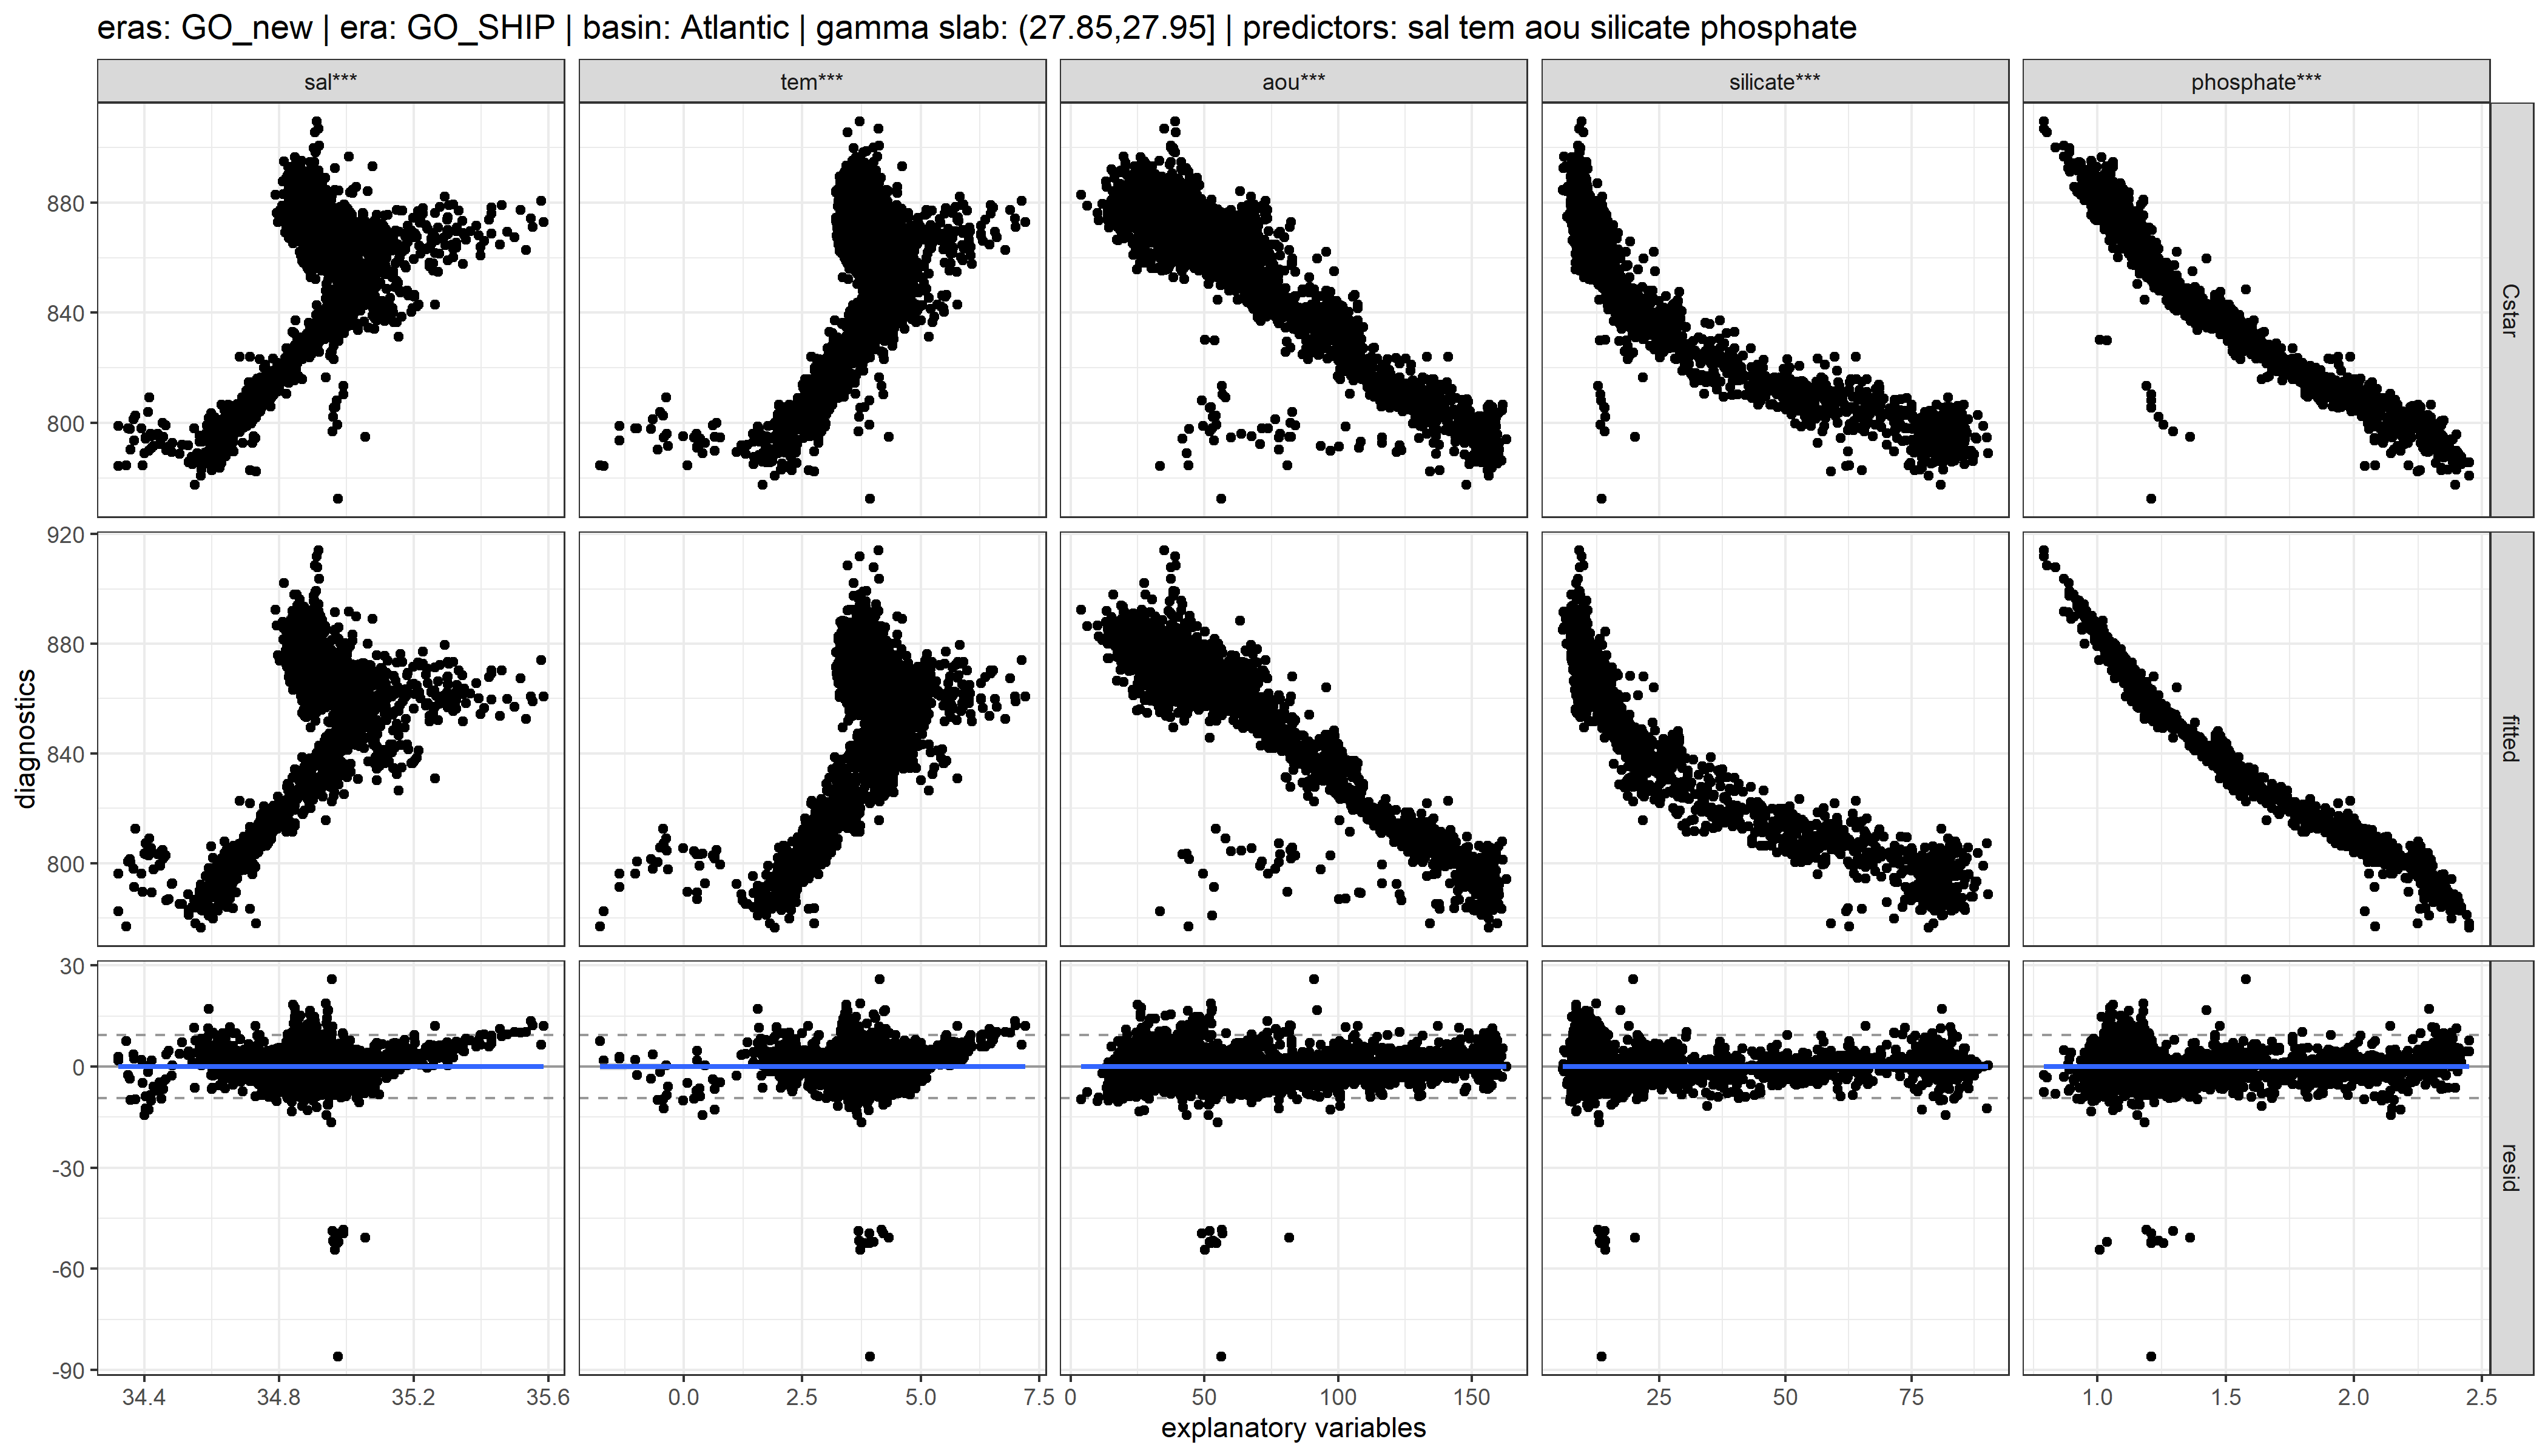 eras: GO_new | era: GO_SHIP | basin: Atlantic | gamma slab: (27.85,27.95] | predictors: sal tem aou silicate phosphate
sal*** tem*** aou*** silicate*** phosphate***
880
840
800
Cstar
920
880
840
800
fitted
diagnostics
30
0
-30
-60
-90
resid
34.4 34.8 35.2 35.6 0.0 2.5 5.0 7.5 0 50 100 150 25 50 75 1.0 1.5 2.0 2.5
explanatory variables